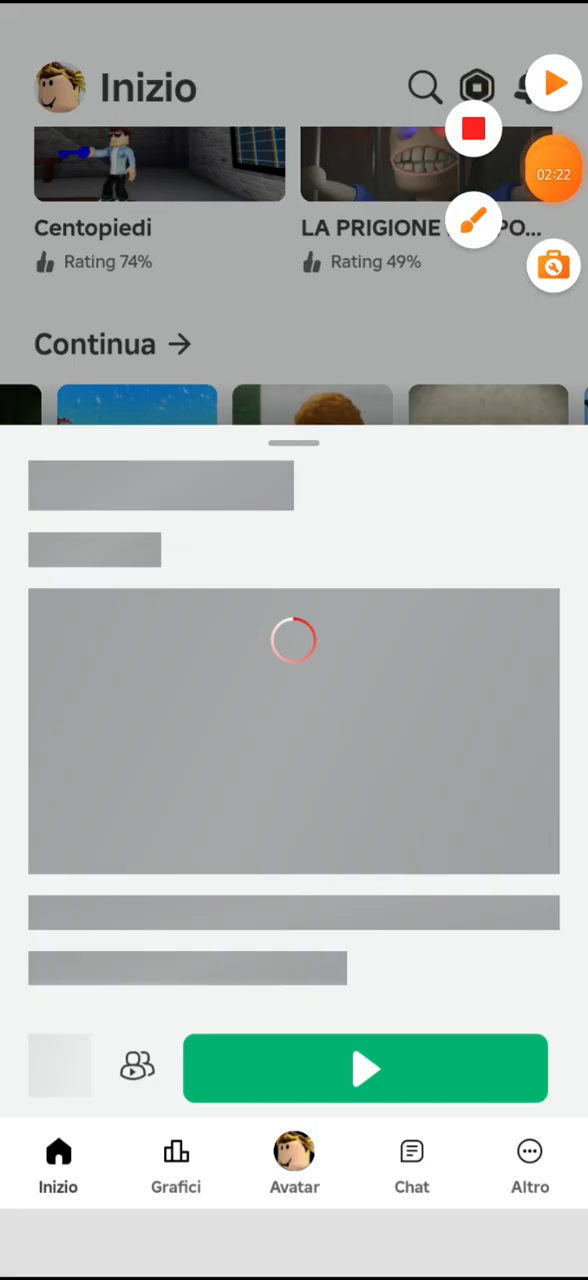 Inizio
02:22
Centopiedi
LA PRIGIONE
PO...
Rating 74%
Rating 49%
Continua
Inizio
Grafici
Avatar
Chat
Altro